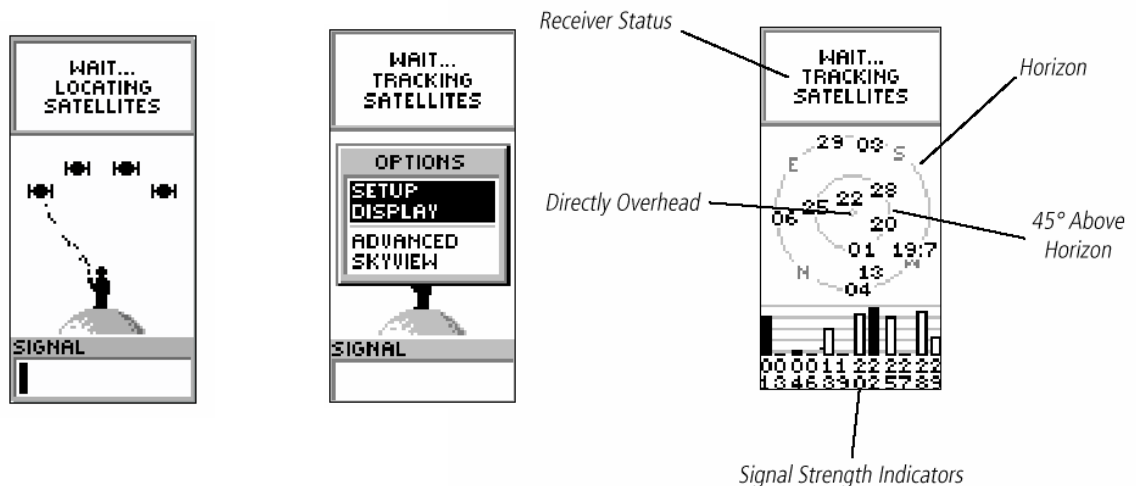 WAIT...
LOCATING
SATELLITES
SIGNAL
WAIT...
TRACKING
SATELLITES
OPTIONS
SETUP
DISPLAY
ADVANCED
SKYVIEW
SIGNAL
Receiver Status
WAIT...
TRACKING
SATELLITES
Horizon
29 03 S
E
Directly Overhead
22 28
25
06
20
45° Above
Horizon
01 19:7
W
N
13
04
00 00 11 22 22 22
13 46 39 02 57 89
Signal Strength Indicators